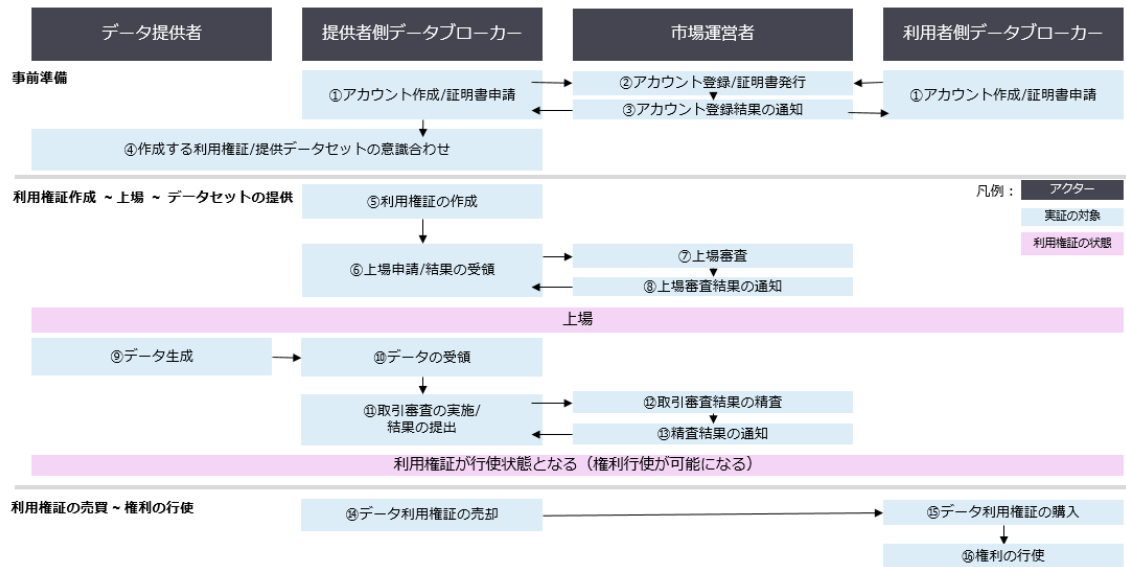 データ提供者
提供者側データブローカー
市場運営者
利用者側データブローカー
事前準備
①アカウント作成/証明書申請
②アカウント登録/証明書発行
①アカウント作成/証明書申請
③アカウント登録結果の通知
④作成する利用権証/提供データセットの意識合わせ
利用権証作成 ~ 上場 ~ データセットの提供
⑤利用権証の作成
凡例：
アクター
実証の対象
利用権証の状態
⑥上場申請/結果の受領
⑦上場審査
⑧上場審査結果の通知
上場
⑨データ生成
⑩データの受領
⑪取引審査の実施/
結果の提出
⑫取引審査結果の精査
⑬精査結果の通知
利用権証が行使状態となる（権利行使が可能になる）
利用権証の売買 ~ 権利の行使
⑭データ利用権証の売却
⑮データ利用権証の購入
⑯権利の行使